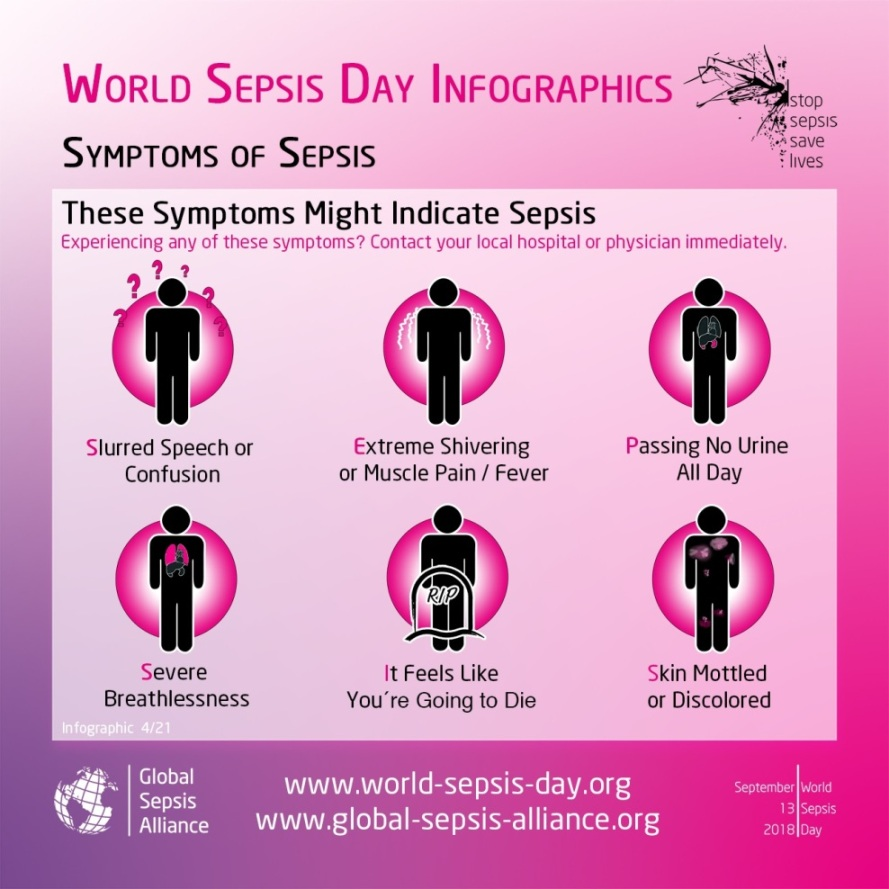 World Sepsis Day Infographics
stop
sepsis
save
lives
Symptoms of Sepsis
These Symptoms Might Indicate Sepsis
Experiencing any of these symptoms? Contact your local hospital or physician immediately.
? ? ? ? ? ?
Slurred Speech or
Confusion
Extreme Shivering
or Muscle Pain / Fever
Passing No Urine
All Day
Severe
Breathlessness
RIP
It Feels Like
You´re Going to Die
Skin Mottled
or Discolored
Infographic 4/21
Global
Sepsis
Alliance
www.world-sepsis-day.org
www.global-sepsis-alliance.org
September World
13 Sepsis
2018 Day